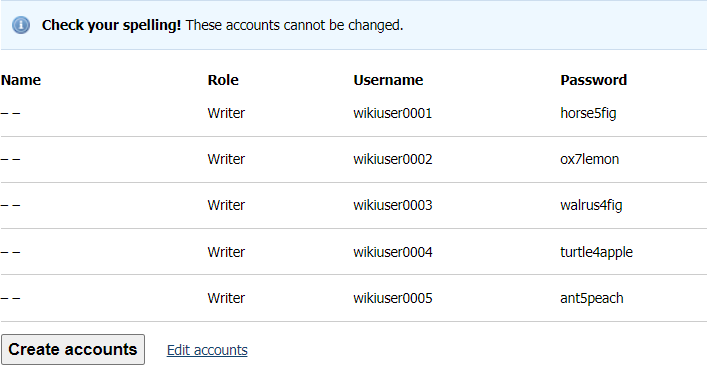 Check your spelling! These accounts cannot be changed.
Name Role Username Password
– – Writer wikiuser0001 horse5fig
– – Writer wikiuser0002 ox7lemon
– – Writer wikiuser0003 walrus4fig
– – Writer wikiuser0004 turtle4apple
– – Writer wikiuser0005 ant5peach
Create accounts Edit accounts